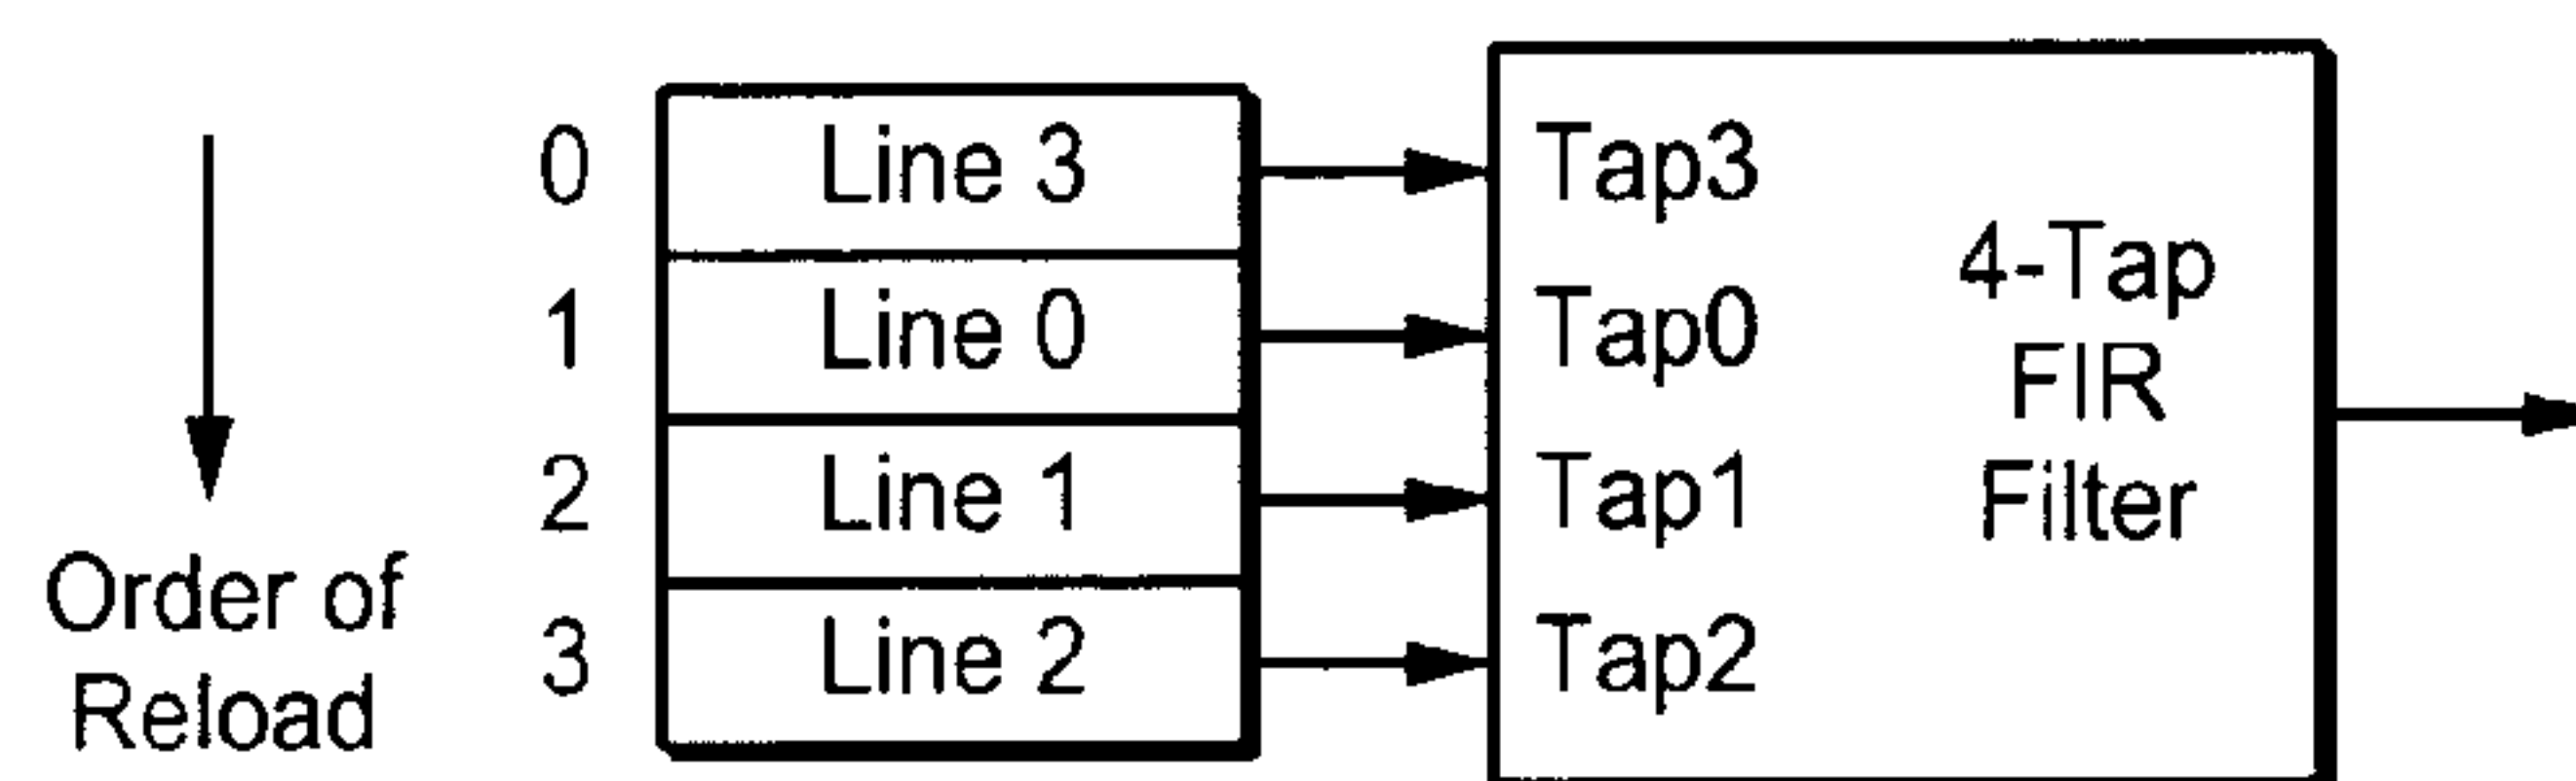 0 Line 3 Tap3
1 Line 0 Tap0
2 Line 1 Tap1
3 Line 2 Tap2
4-Tap
FIR
Filter
Order of
Reload